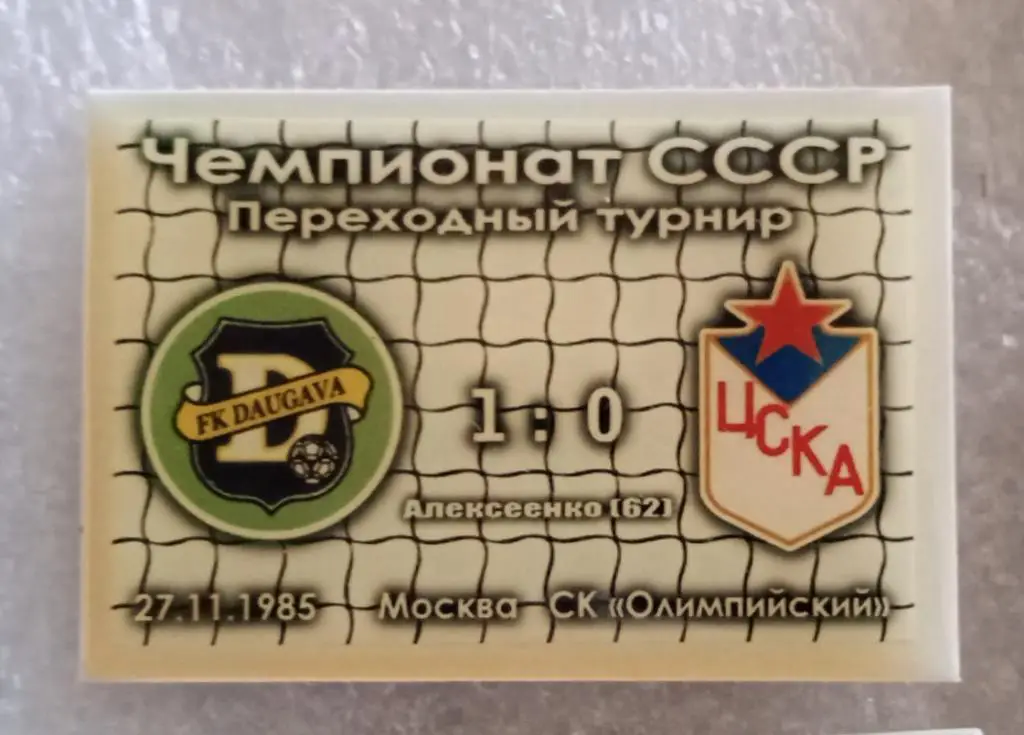 Чемпионат СССР
Переходный турнир
D
FK DAUGAVA
1 : 0
ЦСКА
Алексеенко (62)
27.11.1985 Москва СК «Олимпийский»